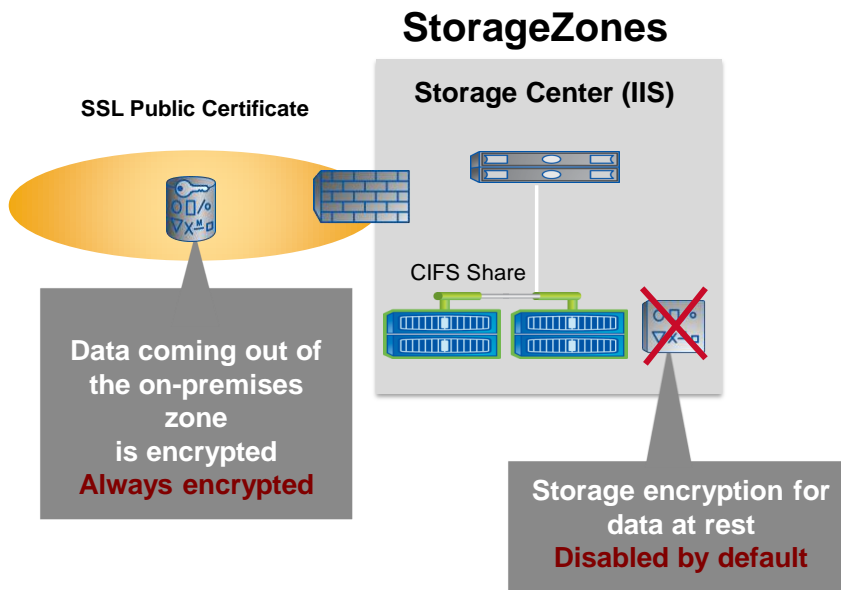 StorageZones
Storage Center (IIS)
SSL Public Certificate
CIFS Share
Data coming out of
the on-premises
zone
is encrypted
Always encrypted
Storage encryption for
data at rest
Disabled by default